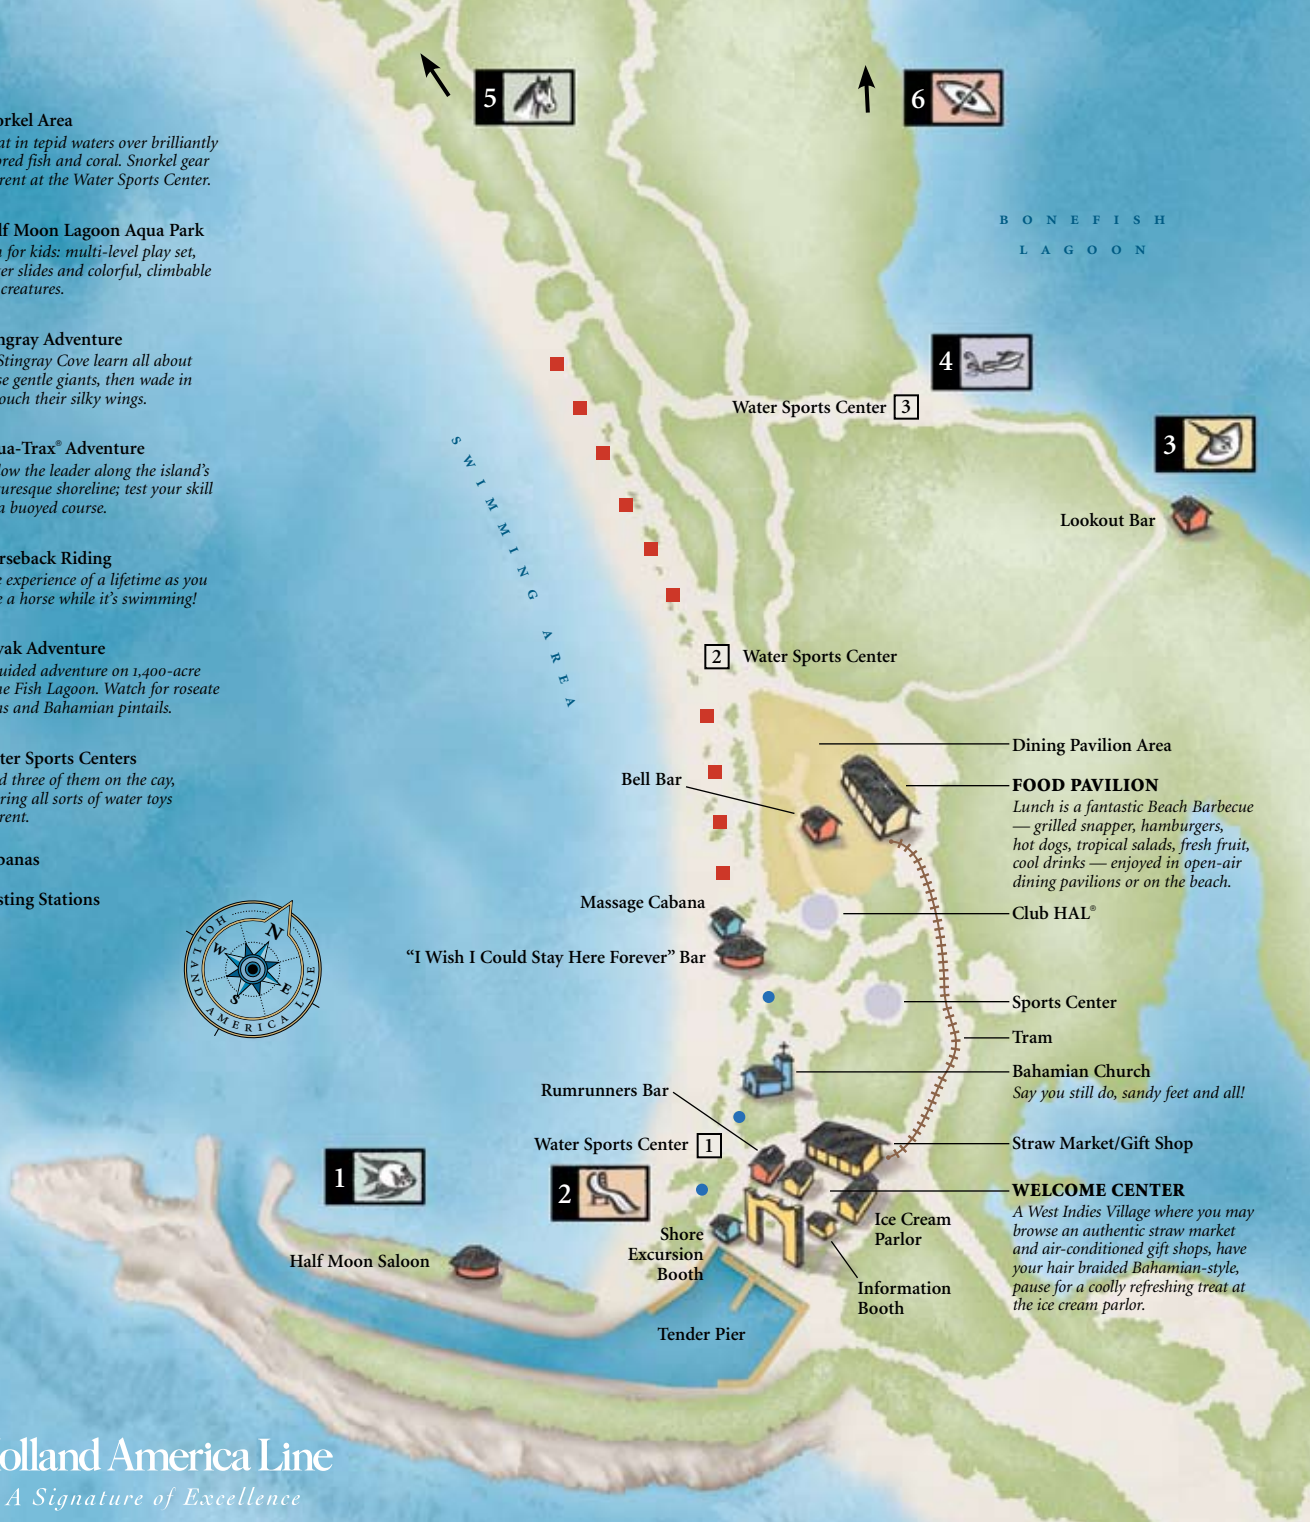 orkel Area
at in tepid waters over brilliantly
ored fish and coral. Snorkel gear
rent at the Water Sports Center.
lf Moon Lagoon Aqua Park
n for kids: multi-level play set,
er slides and colorful, climbable
creatures.
ngray Adventure
Stingray Cove learn all about
se gentle giants, then wade in
ouch their silky wings.
ua-Trax® Adventure
low the leader along the island's
uresque shoreline; test your skill
a buoyed course.
rseback Riding
e experience of a lifetime as you
e a horse while it's swimming!
yak Adventure
uided adventure on 1,400-acre
ne Fish Lagoon. Watch for roseate
ns and Bahamian pintails.
ter Sports Centers
d three of them on the cay,
ring all sorts of water toys
rent.
banas
sting Stations
HOLLAND AMERICA LINE
N
W
E
S
5
6
BONEFISH
LAGOON
4
Water Sports Center 3
3
Lookout Bar
SWIMMING AREA
2 Water Sports Center
Dining Pavilion Area
Bell Bar
FOOD PAVILION
Lunch is a fantastic Beach Barbecue
— grilled snapper, hamburgers,
hot dogs, tropical salads, fresh fruit,
cool drinks — enjoyed in open-air
dining pavilions or on the beach.
Massage Cabana
Club HAL®
"I Wish I Could Stay Here Forever" Bar
Sports Center
Tram
Bahamian Church
Say you still do, sandy feet and all!
Rumrunners Bar
Water Sports Center 1
Straw Market/Gift Shop
1
2
WELCOME CENTER
A West Indies Village where you may
browse an authentic straw market
and air-conditioned gift shops, have
your hair braided Bahamian-style,
pause for a coolly refreshing treat at
the ice cream parlor.
Ice Cream
Parlor
Shore
Excursion
Booth
Half Moon Saloon
Information
Booth
Tender Pier
olland America Line
A Signature of Excellence